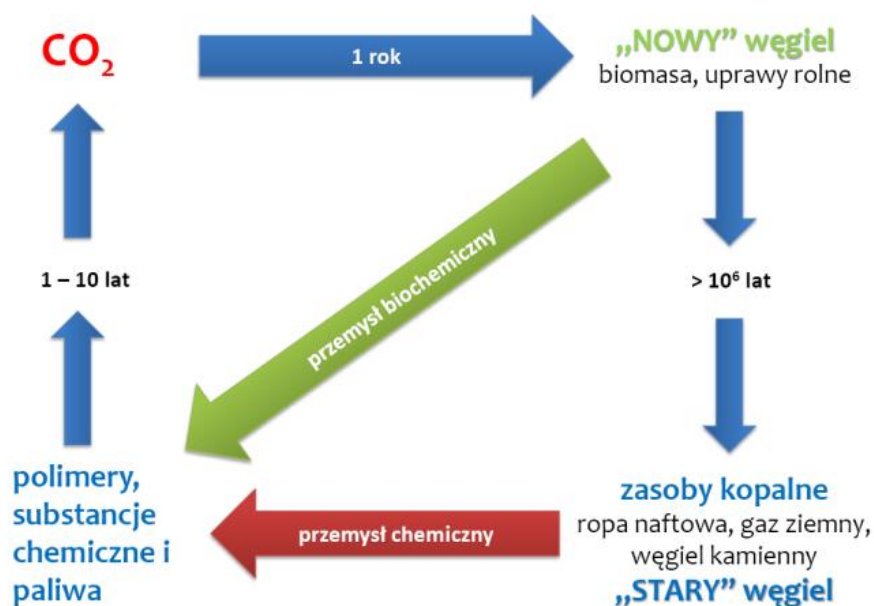 CO₂
1 rok
„NOWY” węgiel
biomasa, uprawy rolne
przemysł biochemiczny
1 – 10 lat
> 10⁶ lat
polimery,
substancje
chemiczne i
paliwa
przemysł chemiczny
zasoby kopalne
ropa naftowa, gaz ziemny,
węgiel kamienny
„STARY” węgiel